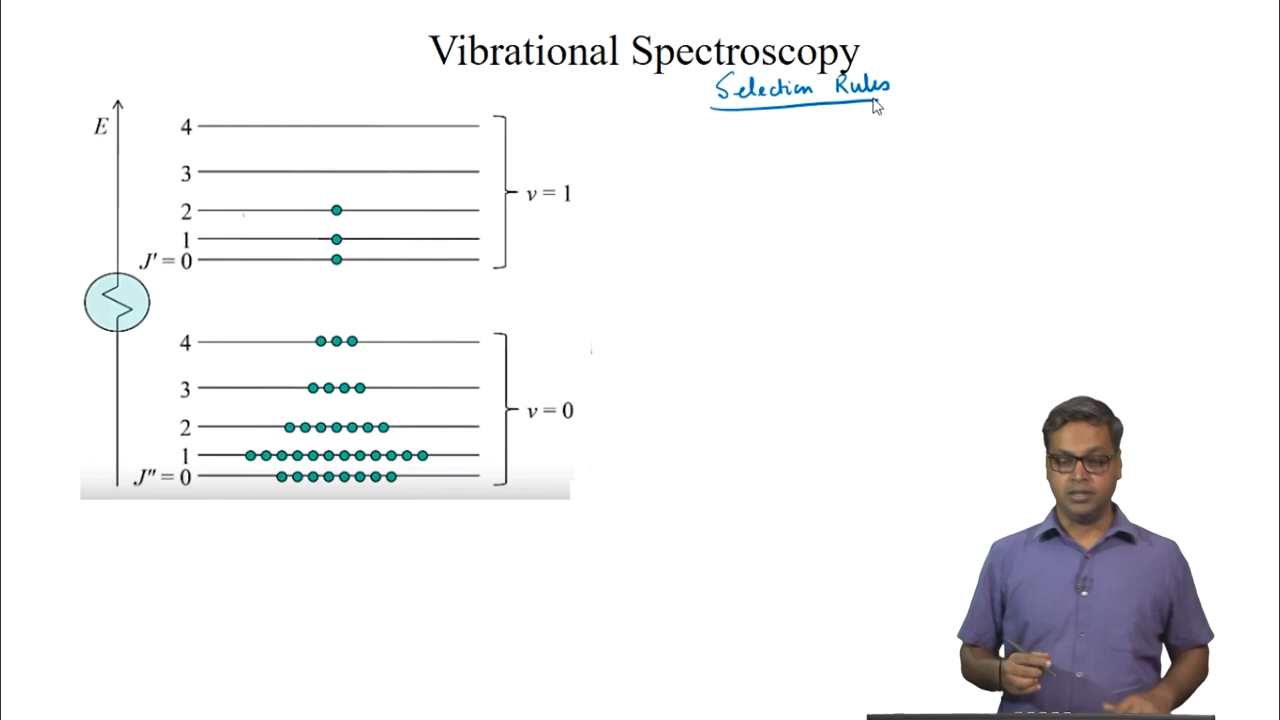 Vibrational Spectroscopy
Selection Rules
E
4
3
2
1
J' = 0
v = 1
4
3
2
1
J" = 0
v = 0